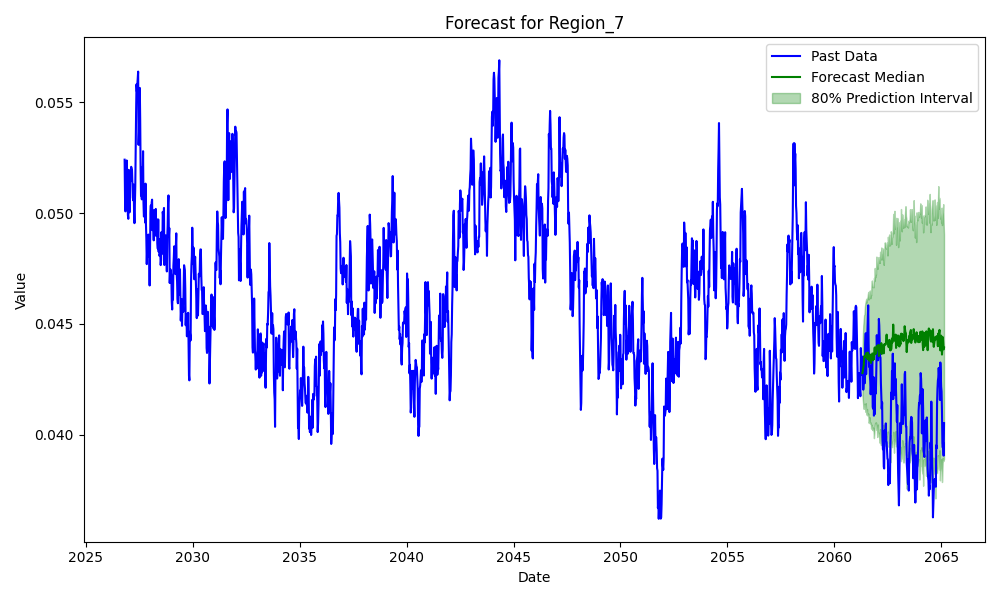 Forecast for Region_7
Past Data
Forecast Median
80% Prediction Interval
Value
0.055
0.050
0.045
0.040
2025 2030 2035 2040 2045 2050 2055 2060 2065
Date